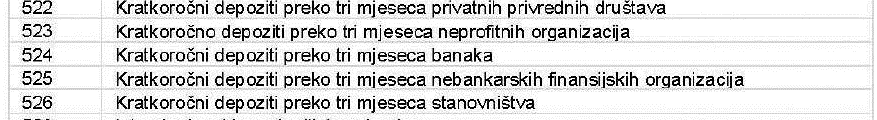 522 Kratkoročni depoziti preko tri mjeseca privatnih privrednih društava
523 Kratkoročno depoziti preko tri mjeseca neprofitnih organizacija
524 Kratkoročni depoziti preko tri mjeseca banaka
525 Kratkoročni depoziti preko tri mjeseca nebankarskih finansijskih organizacija
526 Kratkoročni depoziti preko tri mjeseca stanovništva